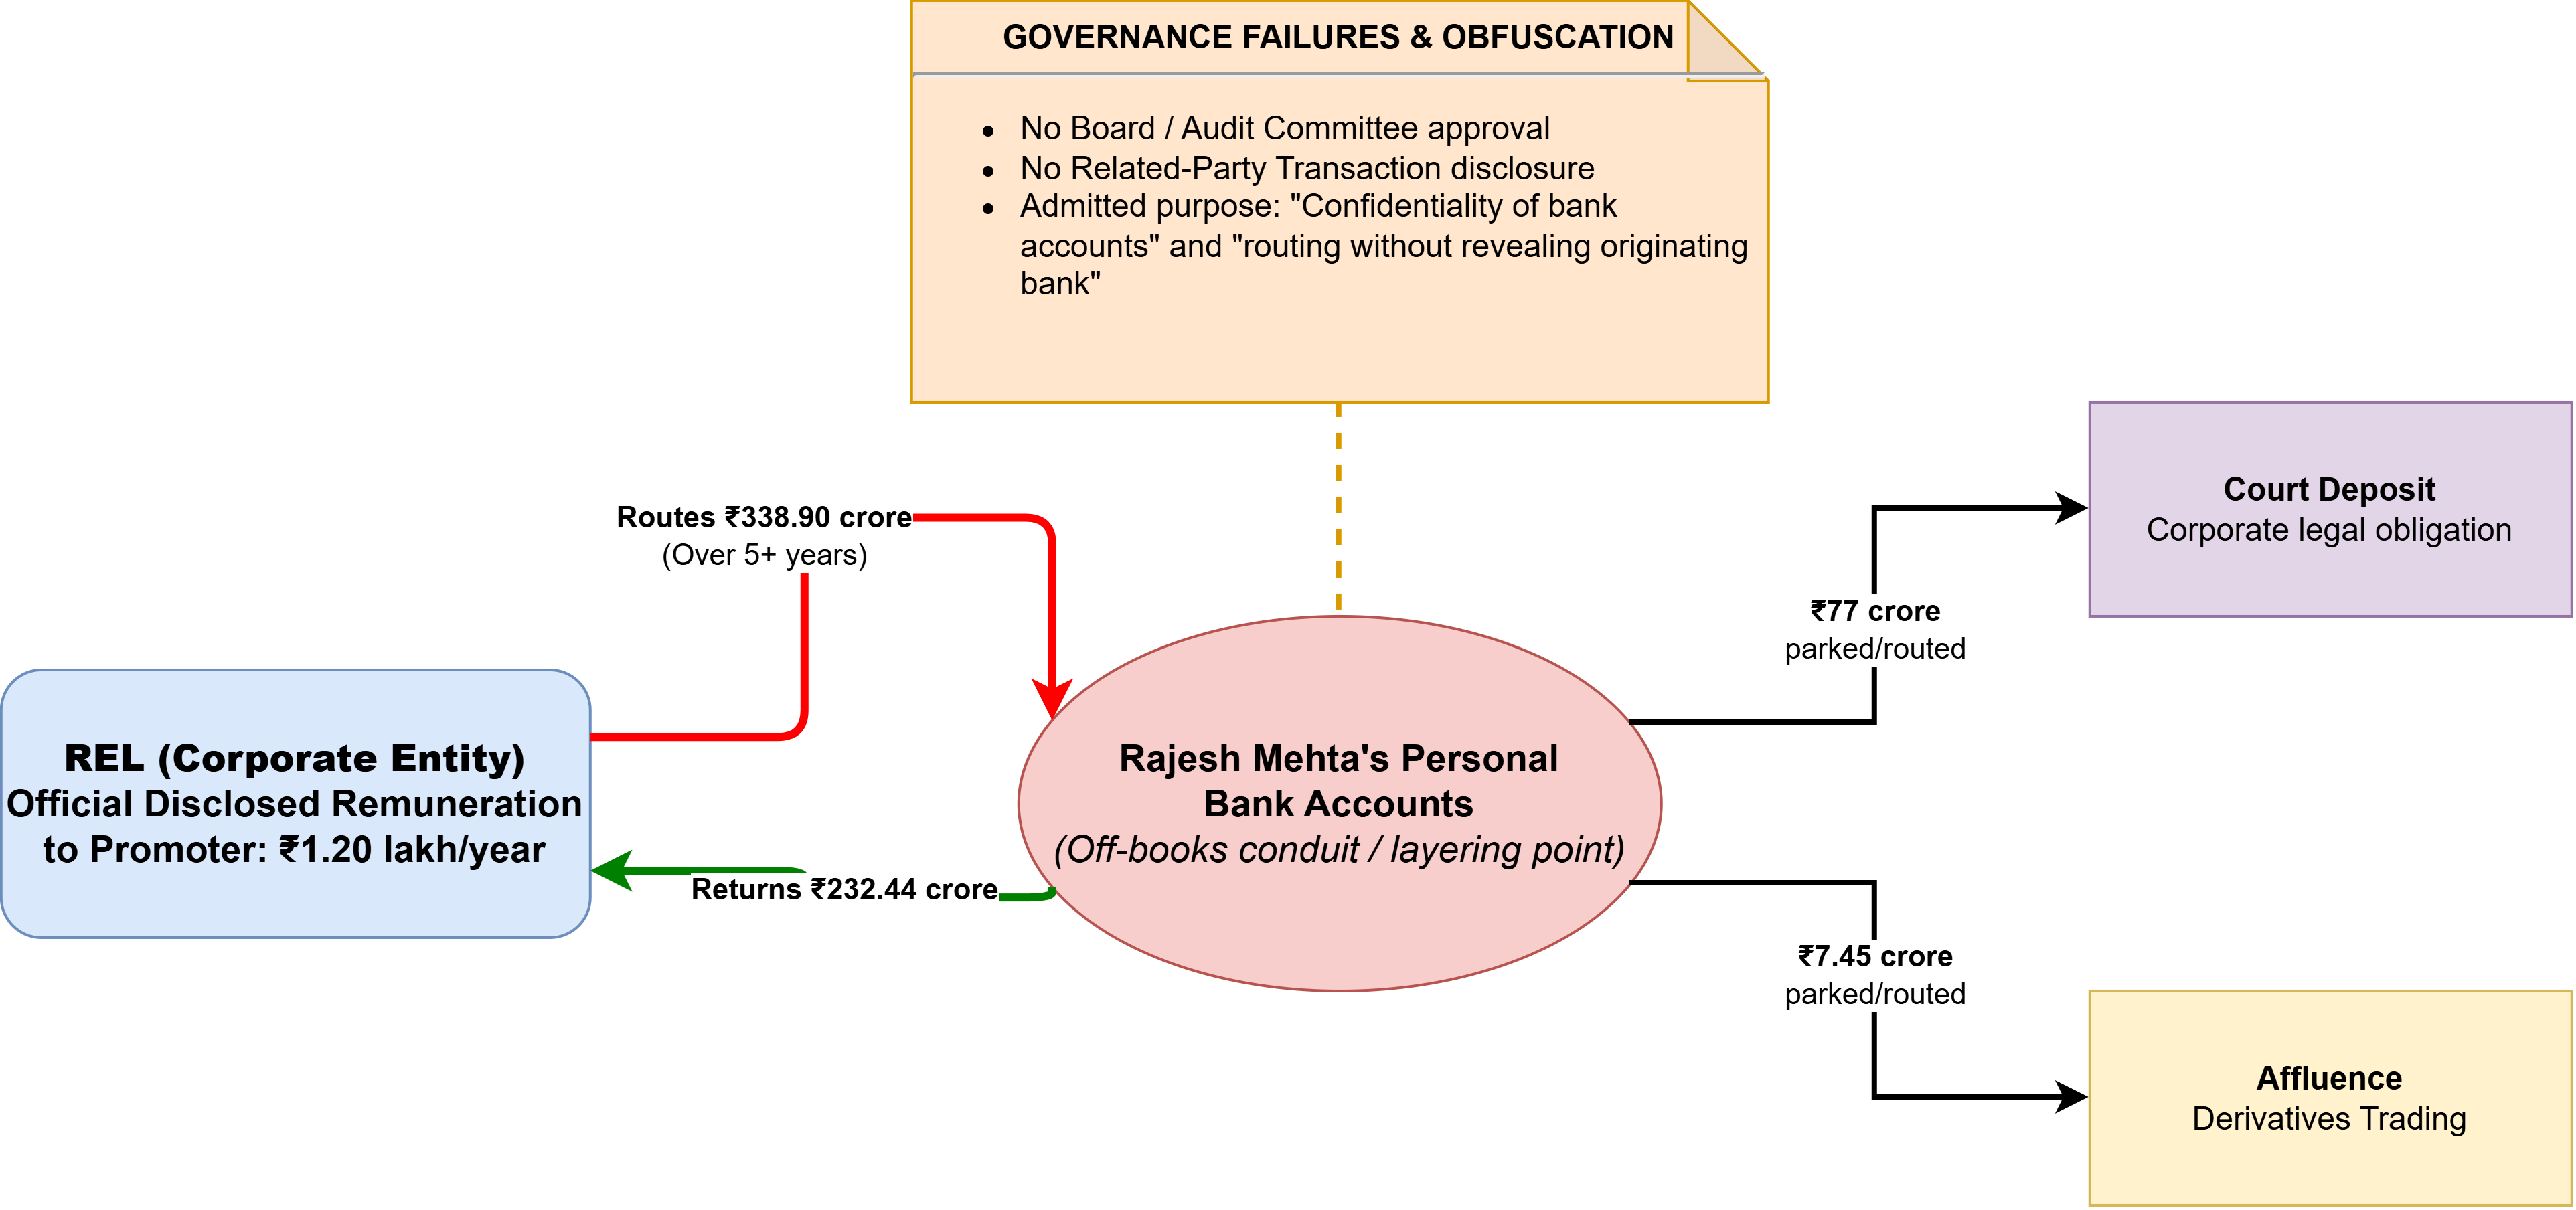 GOVERNANCE FAILURES & OBFUSCATION
No Board / Audit Committee approval
No Related-Party Transaction disclosure
Admitted purpose: "Confidentiality of bank
accounts" and "routing without revealing originating
bank"
Routes ₹338.90 crore
(Over 5+ years)
REL (Corporate Entity)
Official Disclosed Remuneration
to Promoter: ₹1.20 lakh/year
Returns ₹232.44 crore
Rajesh Mehta's Personal
Bank Accounts
(Off-books conduit / layering point)
₹77 crore
parked/routed
Court Deposit
Corporate legal obligation
₹7.45 crore
parked/routed
Affluence
Derivatives Trading